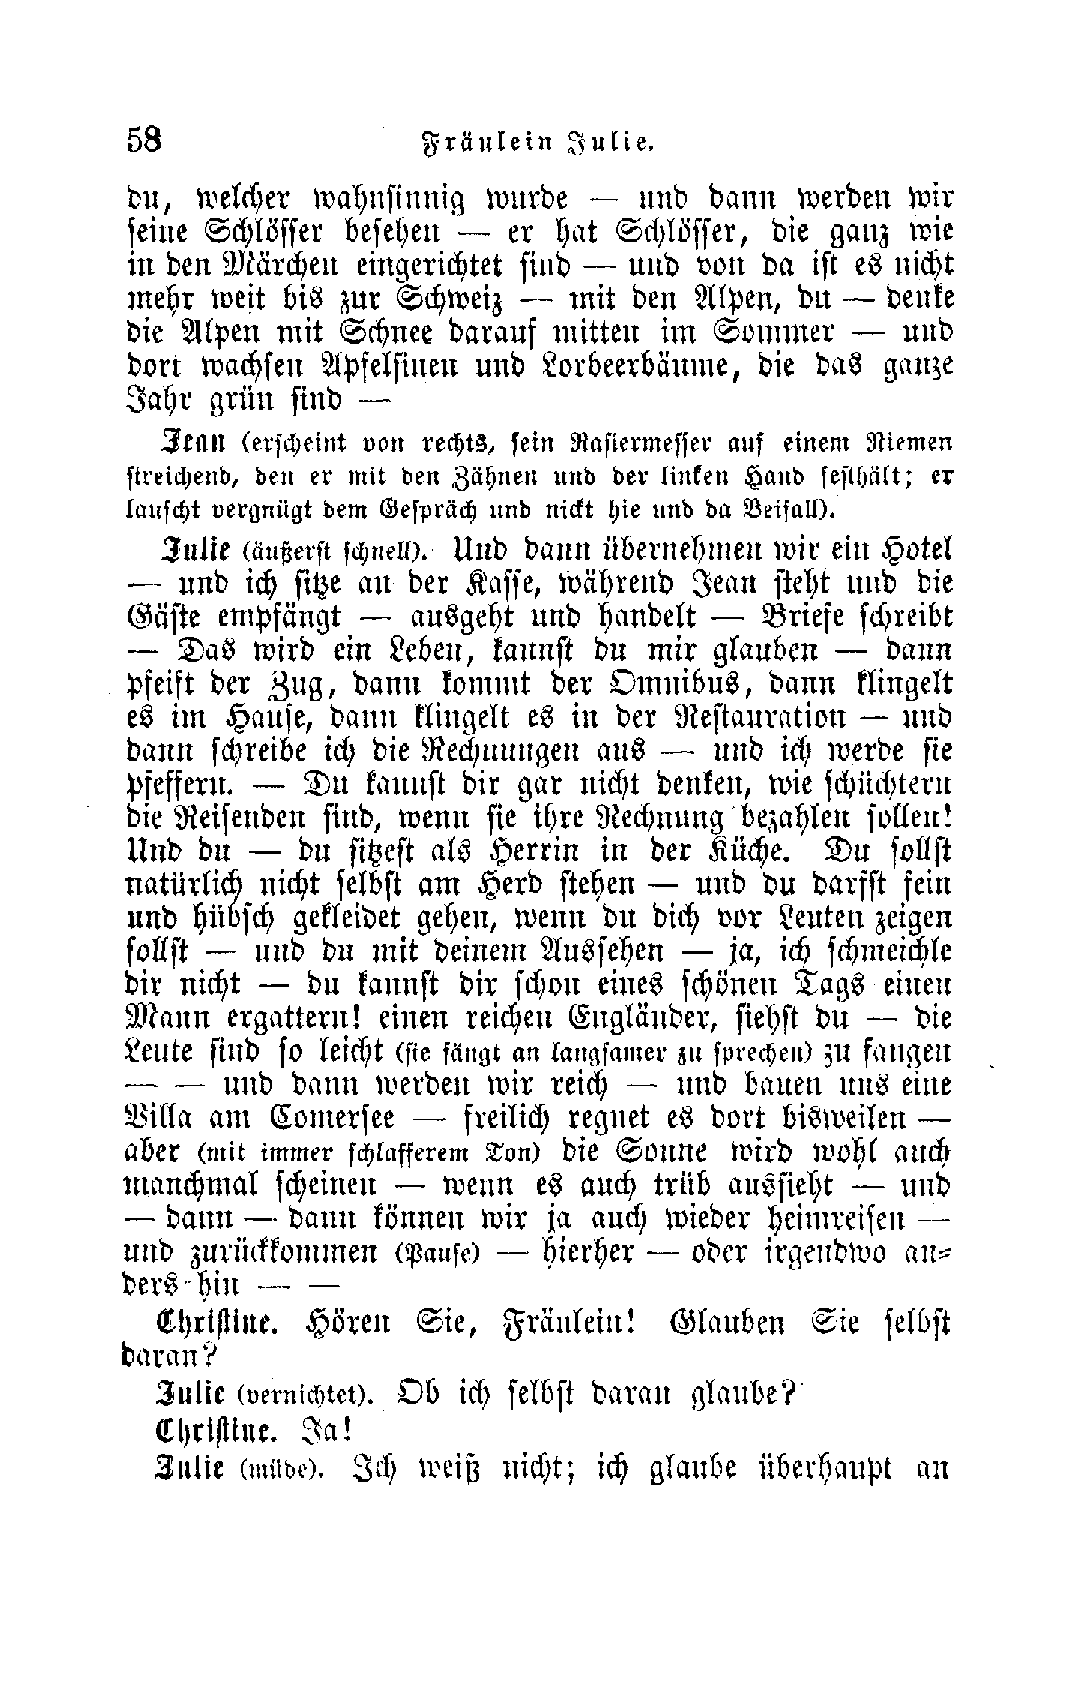 58 Fräulein Julie.
du, welcher wahnsinnig wurde — und dann werden wir
seine Schlösser besehen — er hat Schlösser, die ganz wie
in den Märchen eingerichtet sind — und von da ist es nicht
mehr weit bis zur Schweiz — mit den Alpen, du — denke
die Alpen mit Schnee darauf mitten im Sommer — und
dort wachsen Apfelsinen und Lorbeerbäume, die das ganze
Jahr grün sind —
Jean (erscheint von rechts, sein Rasiermesser auf einem Riemen
streichend, den er mit den Zähnen und der linken Hand festhält; er
lauscht vergnügt dem Gespräch und nickt hie und da Beifall).
Julie (äußerst schnell). Und dann übernehmen wir ein Hotel
— und ich sitze an der Kasse, während Jean steht und die
Gäste empfängt — ausgeht und handelt — Briefe schreibt
— Das wird ein Leben, kannst du mir glauben — dann
pfeift der Zug, dann kommt der Omnibus, dann klingelt
es im Hause, dann klingelt es in der Restauration — und
dann schreibe ich die Rechnungen aus — und ich werde sie
pfeffern. — Du kannst dir gar nicht denken, wie schüchtern
die Reisenden sind, wenn sie ihre Rechnung bezahlen sollen!
Und du — du sitzest als Herrin in der Küche. Du sollst
natürlich nicht selbst am Herd stehen — und du darfst fein
und hübsch gekleidet gehen, wenn du dich vor Leuten zeigen
sollst — und du mit deinem Aussehen — ja, ich schmeichle
dir nicht — du kannst dir schon eines schönen Tags einen
Mann ergattern! einen reichen Engländer, siehst du — die
Leute sind so leicht (sie fängt an langsamer zu sprechen) zu fangen
— — und dann werden wir reich — und bauen uns eine
Villa am Comersee — freilich regnet es dort bisweilen —
aber (mit immer schlafferem Ton) die Sonne wird wohl auch
manchmal scheinen — wenn es auch trüb aussieht — und
— dann — dann können wir ja auch wieder heimreisen —
und zurückkommen (Pause) — hierher — oder irgendwo an-
ders hin — —
Christine. Hören Sie, Fräulein! Glauben Sie selbst
daran?
Julie (vernichtet). Ob ich selbst daran glaube?
Christine. Ja!
Julie (müde). Ich weiß nicht; ich glaube überhaupt an